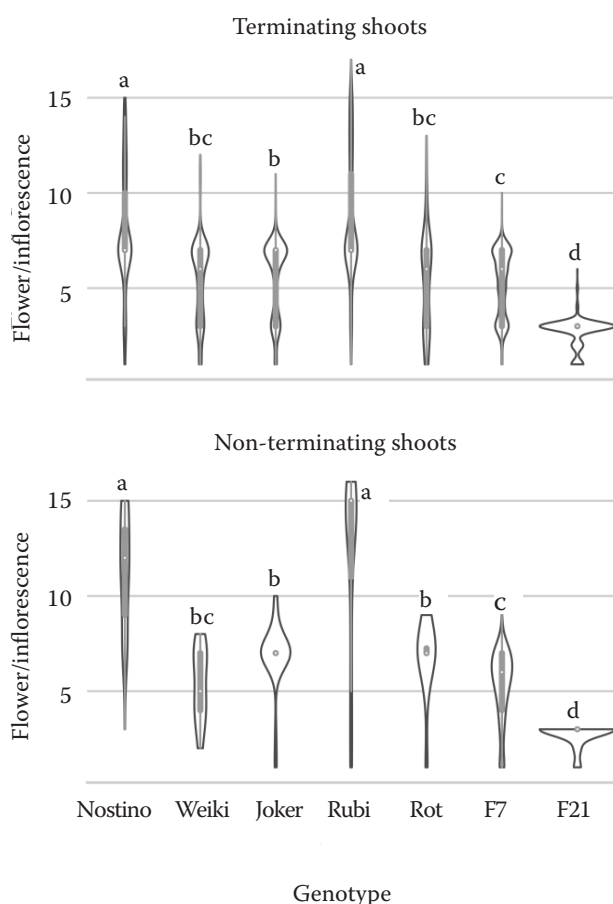 Terminating shoots
Flower/inflorescence
15
10
5
a
bc
b
a
bc
c
d
Non-terminating shoots
Flower/inflorescence
15
10
5
a
bc
b
a
b
c
d
Nostino Weiki Joker Rubi Rot F7 F21
Genotype